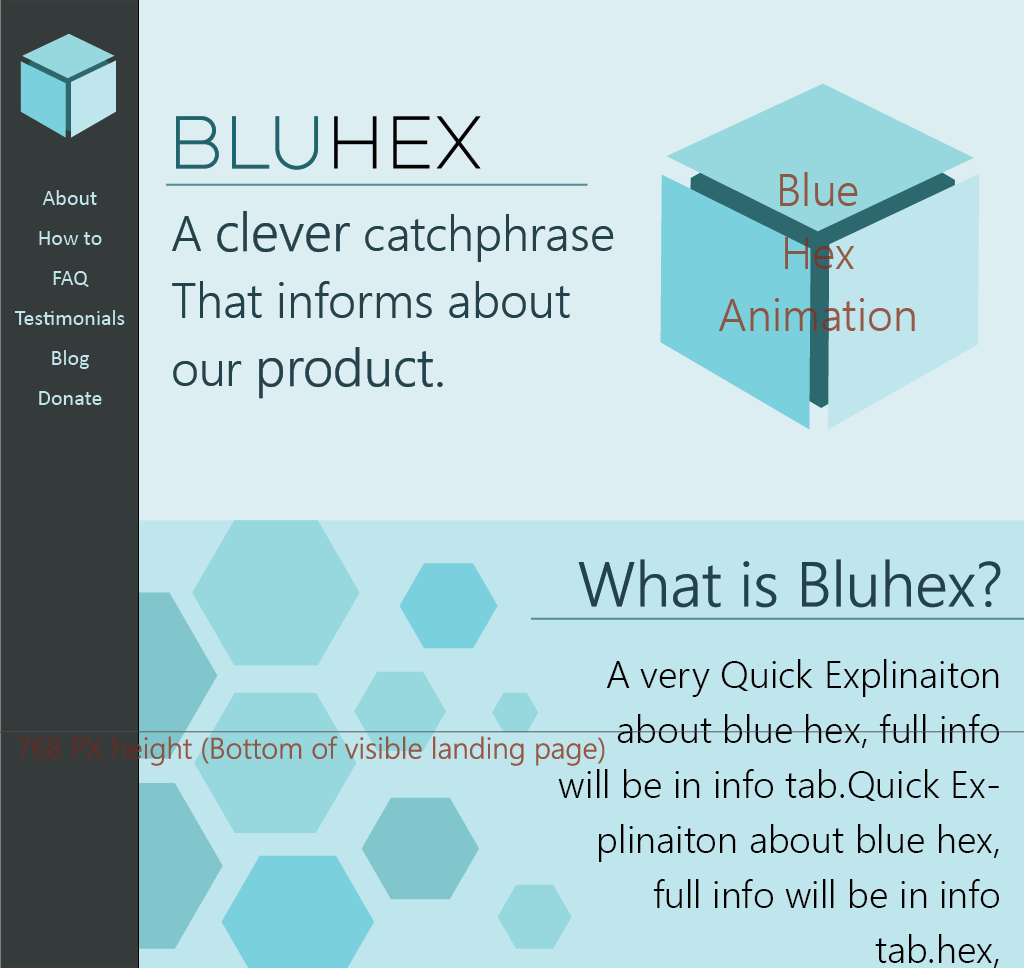 About
How to
FAQ
Testimonials
Blog
Donate
BLUHEX
A clever catchphrase
That informs about
our product.
Blue
Hex
Animation
What is Bluhex?
A very Quick Explinaiton
about blue hex, full info
768 PX height (Bottom of visible landing page)
will be in info tab.Quick Ex-
plinaiton about blue hex,
full info will be in info
tab.hex,